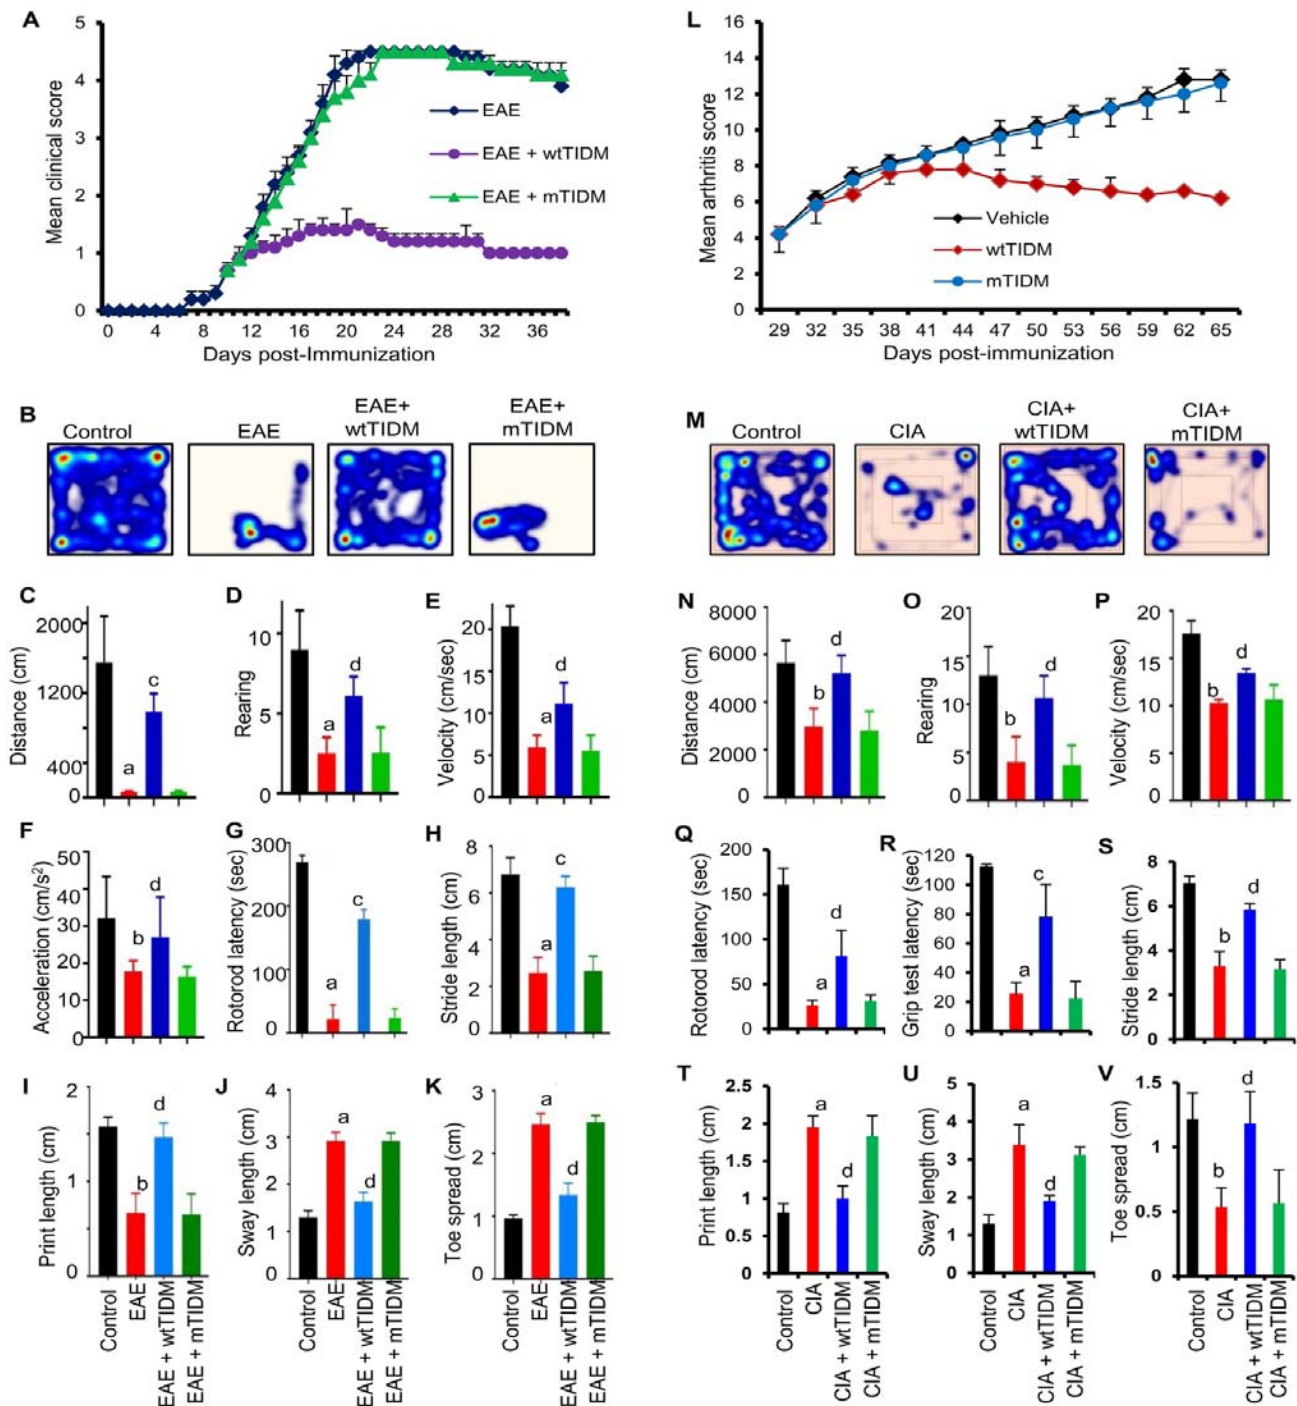 A
Mean clinical score
5
4
3
2
1
0
0 4 8 12 16 20 24 28 32 36
Days post-Immunization
EAE
EAE + wtTIDM
EAE + mTIDM
L
Mean arthritis score
16
14
12
10
8
6
4
2
0
29 32 35 38 41 44 47 50 53 56 59 62 65
Days post-immunization
Vehicle
wtTIDM
mTIDM
B
Control
EAE
EAE+
wtTIDM
EAE+
mTIDM
M
Control
CIA
CIA+
wtTIDM
CIA+
mTIDM
C
Distance (cm)
2000
1200
400
0
a
c
D
Rearing
10
5
0
a
d
E
Velocity (cm/sec)
20
15
10
5
0
a
d
N
Distance (cm)
8000
6000
4000
2000
0
b
d
O
Rearing
20
15
10
5
0
b
d
P
Velocity (cm/sec)
20
15
10
5
0
b
d
F
Acceleration (cm/s²)
50
40
30
20
10
0
b
d
G
Rotorod latency (sec)
300
200
100
0
a
c
H
Stride length (cm)
8
6
4
2
0
a
c
Q
Rotorod latency (sec)
200
150
100
50
0
a
d
R
Grip test latency (sec)
120
100
80
60
40
20
0
a
c
S
Stride length (cm)
8
6
4
2
0
b
d
I
Print length (cm)
2
1
0
b
d
Control
EAE
EAE + wtTIDM
EAE + mTIDM
J
Sway length (cm)
4
3
2
1
0
a
d
Control
EAE
EAE + wtTIDM
EAE + mTIDM
K
Toe spread (cm)
3
2
1
0
a
d
Control
EAE
EAE + wtTIDM
EAE + mTIDM
T
Print length (cm)
2.5
2
1.5
1
0.5
0
a
d
Control
CIA
CIA + wtTIDM
CIA + mTIDM
U
Sway length (cm)
5
4
3
2
1
0
a
d
Control
CIA
CIA + wtTIDM
CIA + mTIDM
V
Toe spread (cm)
1.5
1
0.5
0
b
d
Control
CIA
CIA + wtTIDM
CIA + mTIDM